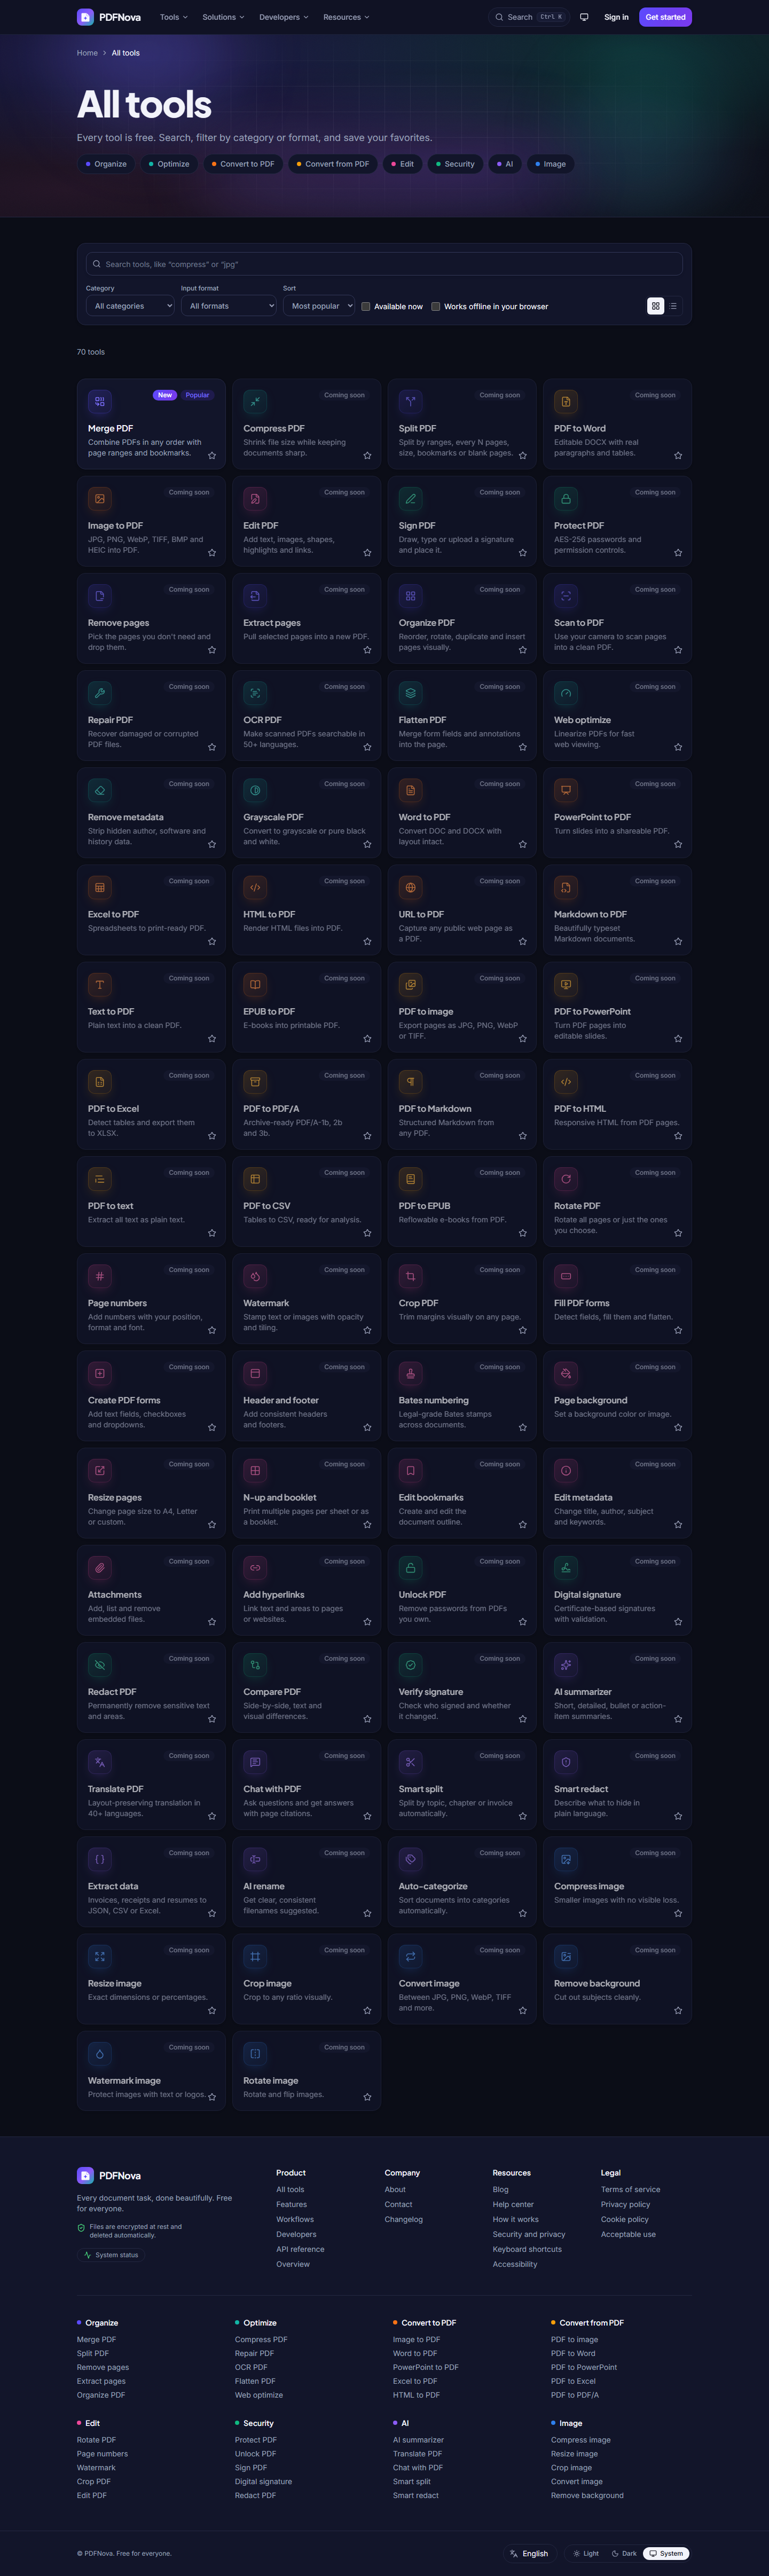 PDFNova
Tools
Solutions
Developers
Resources
Search Ctrl K
Sign in
Get started
Home > All tools
All tools
Every tool is free. Search, filter by category or format, and save your favorites.
Organize
Optimize
Convert to PDF
Convert from PDF
Edit
Security
AI
Image
Search tools, like “compress” or “jpg”
Category
Input format
Sort
All categories
All formats
Most popular
Available now
Works offline in your browser
70 tools
New Popular
Merge PDF
Combine PDFs in any order with
page ranges and bookmarks.
Coming soon
Compress PDF
Shrink file size while keeping
documents sharp.
Coming soon
Split PDF
Split by ranges, every N pages,
size, bookmarks or blank pages.
Coming soon
PDF to Word
Editable DOCX with real
paragraphs and tables.
Coming soon
Image to PDF
JPG, PNG, WebP, TIFF, BMP and
HEIC into PDF.
Coming soon
Edit PDF
Add text, images, shapes,
highlights and links.
Coming soon
Sign PDF
Draw, type or upload a signature
and place it.
Coming soon
Protect PDF
AES-256 passwords and
permission controls.
Coming soon
Remove pages
Pick the pages you don't need and
drop them.
Coming soon
Extract pages
Pull selected pages into a new PDF.
Coming soon
Organize PDF
Reorder, rotate, duplicate and insert
pages visually.
Coming soon
Scan to PDF
Use your camera to scan pages
into a clean PDF.
Coming soon
Repair PDF
Recover damaged or corrupted
PDF files.
Coming soon
OCR PDF
Make scanned PDFs searchable in
50+ languages.
Coming soon
Flatten PDF
Merge form fields and annotations
into the page.
Coming soon
Web optimize
Linearize PDFs for fast
web viewing.
Coming soon
Remove metadata
Strip hidden author, software and
history data.
Coming soon
Grayscale PDF
Convert to grayscale or pure black
and white.
Coming soon
Word to PDF
Convert DOC and DOCX with
layout intact.
Coming soon
PowerPoint to PDF
Turn slides into a shareable PDF.
Coming soon
Excel to PDF
Spreadsheets to print-ready PDF.
Coming soon
HTML to PDF
Render HTML files into PDF.
Coming soon
URL to PDF
Capture any public web page as
a PDF.
Coming soon
Markdown to PDF
Beautifully typeset
Markdown documents.
Coming soon
Text to PDF
Plain text into a clean PDF.
Coming soon
EPUB to PDF
E-books into printable PDF.
Coming soon
PDF to image
Export pages as JPG, PNG, WebP
or TIFF.
Coming soon
PDF to PowerPoint
Turn PDF pages into
editable slides.
Coming soon
PDF to Excel
Detect tables and export them
to XLSX.
Coming soon
PDF to PDF/A
Archive-ready PDF/A-1b, 2b
and 3b.
Coming soon
PDF to Markdown
Structured Markdown from
any PDF.
Coming soon
PDF to HTML
Responsive HTML from PDF pages.
Coming soon
PDF to text
Extract all text as plain text.
Coming soon
PDF to CSV
Tables to CSV, ready for analysis.
Coming soon
PDF to EPUB
Reflowable e-books from PDF.
Coming soon
Rotate PDF
Rotate all pages or just the ones
you choose.
Coming soon
Page numbers
Add numbers with your position,
format and font.
Coming soon
Watermark
Stamp text or images with opacity
and tiling.
Coming soon
Crop PDF
Trim margins visually on any page.
Coming soon
Fill PDF forms
Detect fields, fill them and flatten.
Coming soon
Create PDF forms
Add text fields, checkboxes
and dropdowns.
Coming soon
Header and footer
Add consistent headers
and footers.
Coming soon
Bates numbering
Legal-grade Bates stamps
across documents.
Coming soon
Page background
Set a background color or image.
Coming soon
Resize pages
Change page size to A4, Letter
or custom.
Coming soon
N-up and booklet
Print multiple pages per sheet or as
a booklet.
Coming soon
Edit bookmarks
Create and edit the
document outline.
Coming soon
Edit metadata
Change title, author, subject
and keywords.
Coming soon
Attachments
Add, list and remove
embedded files.
Coming soon
Add hyperlinks
Link text and areas to pages
or websites.
Coming soon
Unlock PDF
Remove passwords from PDFs
you own.
Coming soon
Digital signature
Certificate-based signatures
with validation.
Coming soon
Redact PDF
Permanently remove sensitive text
and areas.
Coming soon
Compare PDF
Side-by-side, text and
visual differences.
Coming soon
Verify signature
Check who signed and whether
it changed.
Coming soon
AI summarizer
Short, detailed, bullet or action-
item summaries.
Coming soon
Translate PDF
Layout-preserving translation in
40+ languages.
Coming soon
Chat with PDF
Ask questions and get answers
with page citations.
Coming soon
Smart split
Split by topic, chapter or invoice
automatically.
Coming soon
Smart redact
Describe what to hide in
plain language.
Coming soon
Extract data
Invoices, receipts and resumes to
JSON, CSV or Excel.
Coming soon
AI rename
Get clear, consistent
filenames suggested.
Coming soon
Auto-categorize
Sort documents into categories
automatically.
Coming soon
Compress image
Smaller images with no visible loss.
Coming soon
Resize image
Exact dimensions or percentages.
Coming soon
Crop image
Crop to any ratio visually.
Coming soon
Convert image
Between JPG, PNG, WebP, TIFF
and more.
Coming soon
Remove background
Cut out subjects cleanly.
Coming soon
Watermark image
Protect images with text or logos.
Coming soon
Rotate image
Rotate and flip images.
PDFNova
Every document task, done beautifully. Free
for everyone.
Files are encrypted at rest and
deleted automatically.
System status
Product
All tools
Features
Workflows
Developers
API reference
Overview
Company
About
Contact
Changelog
Resources
Blog
Help center
How it works
Security and privacy
Keyboard shortcuts
Accessibility
Legal
Terms of service
Privacy policy
Cookie policy
Acceptable use
Organize
Merge PDF
Split PDF
Remove pages
Extract pages
Organize PDF
Optimize
Compress PDF
Repair PDF
OCR PDF
Flatten PDF
Web optimize
Convert to PDF
Image to PDF
Word to PDF
PowerPoint to PDF
Excel to PDF
HTML to PDF
Convert from PDF
PDF to image
PDF to Word
PDF to PowerPoint
PDF to Excel
PDF to PDF/A
Edit
Rotate PDF
Page numbers
Watermark
Crop PDF
Edit PDF
Security
Protect PDF
Unlock PDF
Sign PDF
Digital signature
Redact PDF
AI
AI summarizer
Translate PDF
Chat with PDF
Smart split
Smart redact
Image
Compress image
Resize image
Crop image
Convert image
Remove background
© PDFNova. Free for everyone.
English
Light
Dark
System